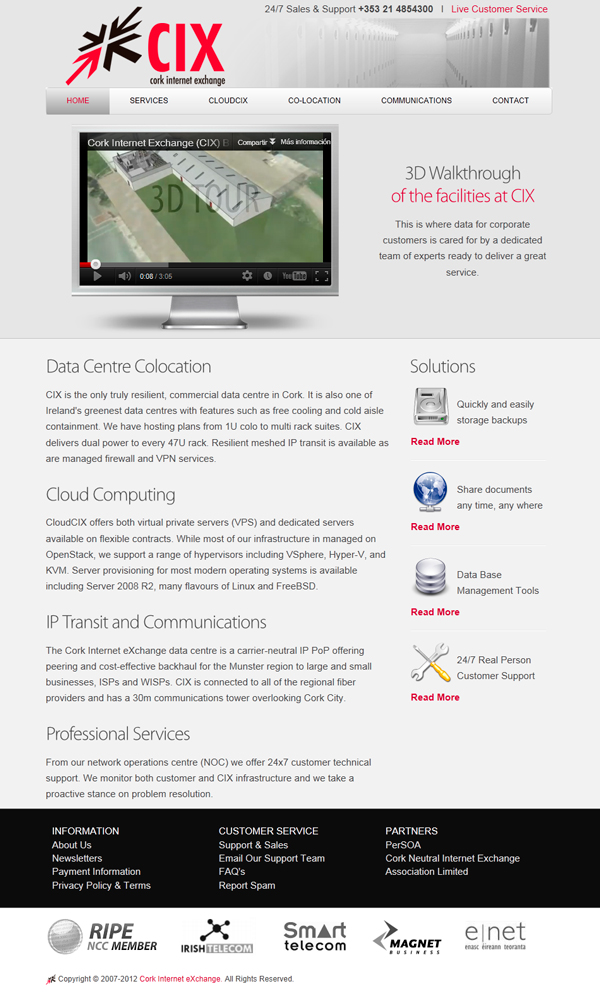 24/7 Sales & Support +353 21 4854300 I Live Customer Service
CIX
cork internet exchange
HOME SERVICES CLOUDCIX CO-LOCATION COMMUNICATIONS CONTACT
Cork Internet Exchange (CIX) Compartir Más información
3D TOUR
0:08 / 3:05 YouTube
3D Walkthrough
of the facilities at CIX
This is where data for corporate
customers is cared for by a dedicated
team of experts ready to deliver a great
service.
Data Centre Colocation
CIX is the only truly resilient, commercial data centre in Cork. It is also one of
Ireland's greenest data centres with features such as free cooling and cold aisle
containment. We have hosting plans from 1U colo to multi rack suites. CIX
delivers dual power to every 47U rack. Resilient meshed IP transit is available as
are managed firewall and VPN services.
Cloud Computing
CloudCIX offers both virtual private servers (VPS) and dedicated servers
available on flexible contracts. While most of our infrastructure in managed on
OpenStack, we support a range of hypervisors including VSphere, Hyper-V, and
KVM. Server provisioning for most modern operating systems is available
including Server 2008 R2, many flavours of Linux and FreeBSD.
IP Transit and Communications
The Cork Internet eXchange data centre is a carrier-neutral IP PoP offering
peering and cost-effective backhaul for the Munster region to large and small
businesses, ISPs and WISPs. CIX is connected to all of the regional fiber
providers and has a 30m communications tower overlooking Cork City.
Professional Services
From our network operations centre (NOC) we offer 24x7 customer technical
support. We monitor both customer and CIX infrastructure and we take a
proactive stance on problem resolution.
Solutions
Quickly and easily
storage backups
Read More
Share documents
any time, any where
Read More
Data Base
Management Tools
Read More
24/7 Real Person
Customer Support
Read More
INFORMATION
About Us
Newsletters
Payment Information
Privacy Policy & Terms
CUSTOMER SERVICE
Support & Sales
Email Our Support Team
FAQ's
Report Spam
PARTNERS
PerSOA
Cork Neutral Internet Exchange
Association Limited
RIPE
NCC MEMBER
IRISHTELECOM
Smart
telecom
MAGNET
BUSINESS
e|net
enasc éireann teoranta
Copyright © 2007-2012 Cork Internet eXchange. All Rights Reserved.